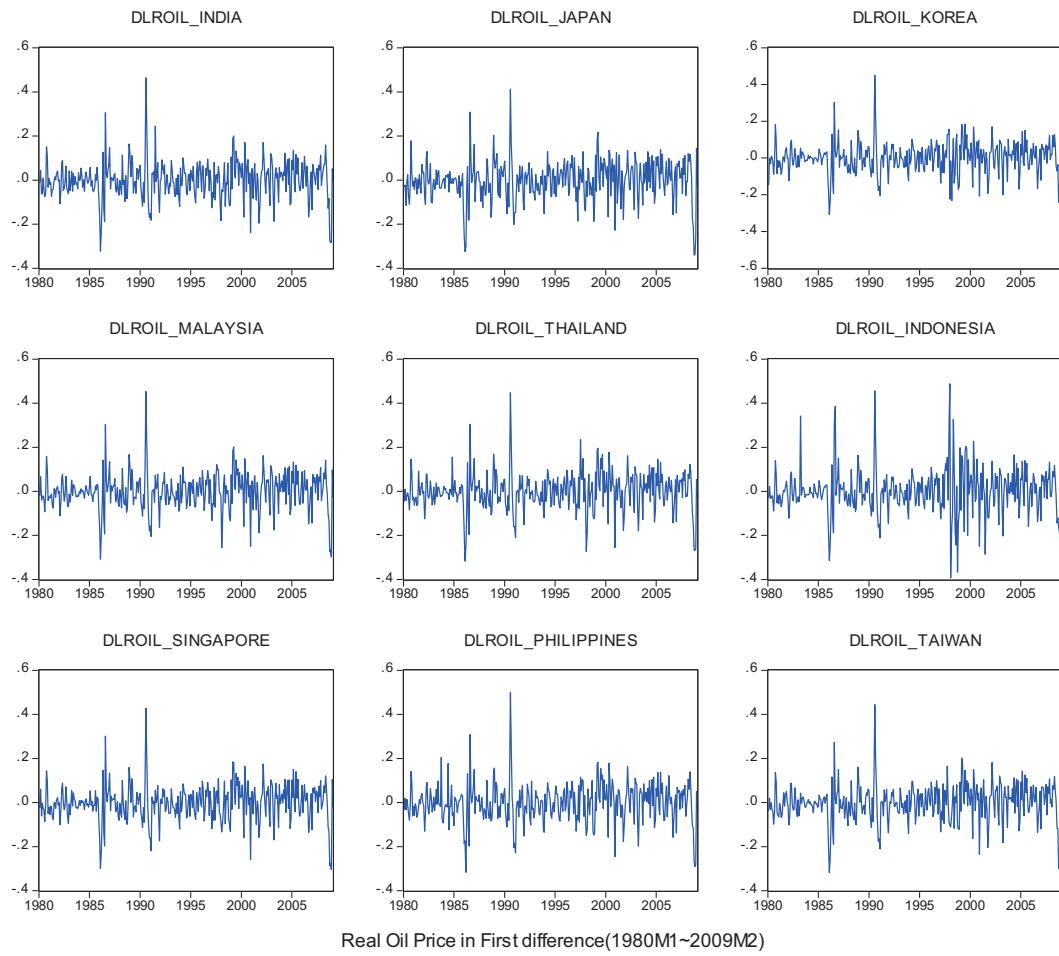 DLROIL_INDIA
.6
.4
.2
.0
-.2
-.4
1980 1985 1990 1995 2000 2005
DLROIL_JAPAN
.6
.4
.2
.0
-.2
-.4
1980 1985 1990 1995 2000 2005
DLROIL_KOREA
.6
.4
.2
.0
-.2
-.4
-.6
1980 1985 1990 1995 2000 2005
DLROIL_MALAYSIA
.6
.4
.2
.0
-.2
-.4
1980 1985 1990 1995 2000 2005
DLROIL_THAILAND
.6
.4
.2
.0
-.2
-.4
1980 1985 1990 1995 2000 2005
DLROIL_INDONESIA
.6
.4
.2
.0
-.2
-.4
1980 1985 1990 1995 2000 2005
DLROIL_SINGAPORE
.6
.4
.2
.0
-.2
-.4
1980 1985 1990 1995 2000 2005
DLROIL_PHILIPPINES
.6
.4
.2
.0
-.2
-.4
1980 1985 1990 1995 2000 2005
DLROIL_TAIWAN
.6
.4
.2
.0
-.2
-.4
1980 1985 1990 1995 2000 2005
Real Oil Price in First difference(1980M1~2009M2)